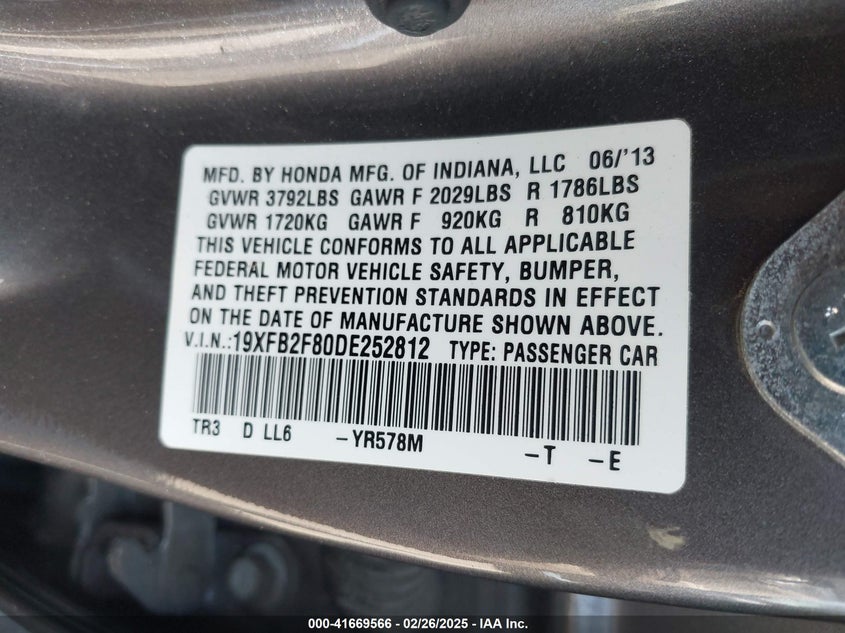 MFD. BY HONDA MFG. OF INDIANA, LLC 06/'13
GVWR 3792LBS GAWR F 2029LBS R 1786LBS
GVWR 1720KG GAWR F 920KG R 810KG
THIS VEHICLE CONFORMS TO ALL APPLICABLE
FEDERAL MOTOR VEHICLE SAFETY, BUMPER,
AND THEFT PREVENTION STANDARDS IN EFFECT
ON THE DATE OF MANUFACTURE SHOWN ABOVE.
V.I.N.:19XFB2F80DE252812 TYPE: PASSENGER CAR
TR3 D LL6 -YR578M -T -E
000-41669566 - 02/26/2025 - IAA Inc.